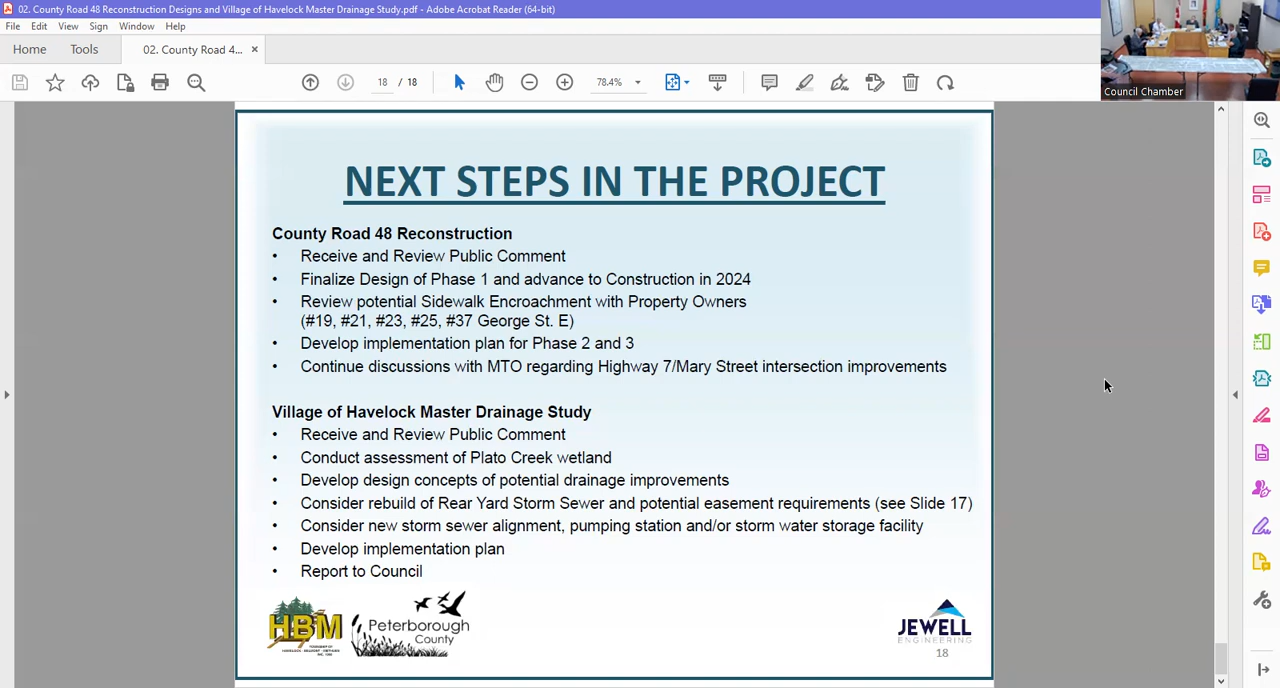 02. County Road 48 Reconstruction Designs and Village of Havelock Master Drainage Study.pdf - Adobe Acrobat Reader (64-bit)
File Edit View Sign Window Help
Home Tools 02. County Road 4... ×
18 / 18 78.4%
Council Chamber
NEXT STEPS IN THE PROJECT
County Road 48 Reconstruction
• Receive and Review Public Comment
• Finalize Design of Phase 1 and advance to Construction in 2024
• Review potential Sidewalk Encroachment with Property Owners
(#19, #21, #23, #25, #37 George St. E)
• Develop implementation plan for Phase 2 and 3
• Continue discussions with MTO regarding Highway 7/Mary Street intersection improvements
Village of Havelock Master Drainage Study
• Receive and Review Public Comment
• Conduct assessment of Plato Creek wetland
• Develop design concepts of potential drainage improvements
• Consider rebuild of Rear Yard Storm Sewer and potential easement requirements (see Slide 17)
• Consider new storm sewer alignment, pumping station and/or storm water storage facility
• Develop implementation plan
• Report to Council
HBM
Peterborough
County
JEWELL
ENGINEERING
18